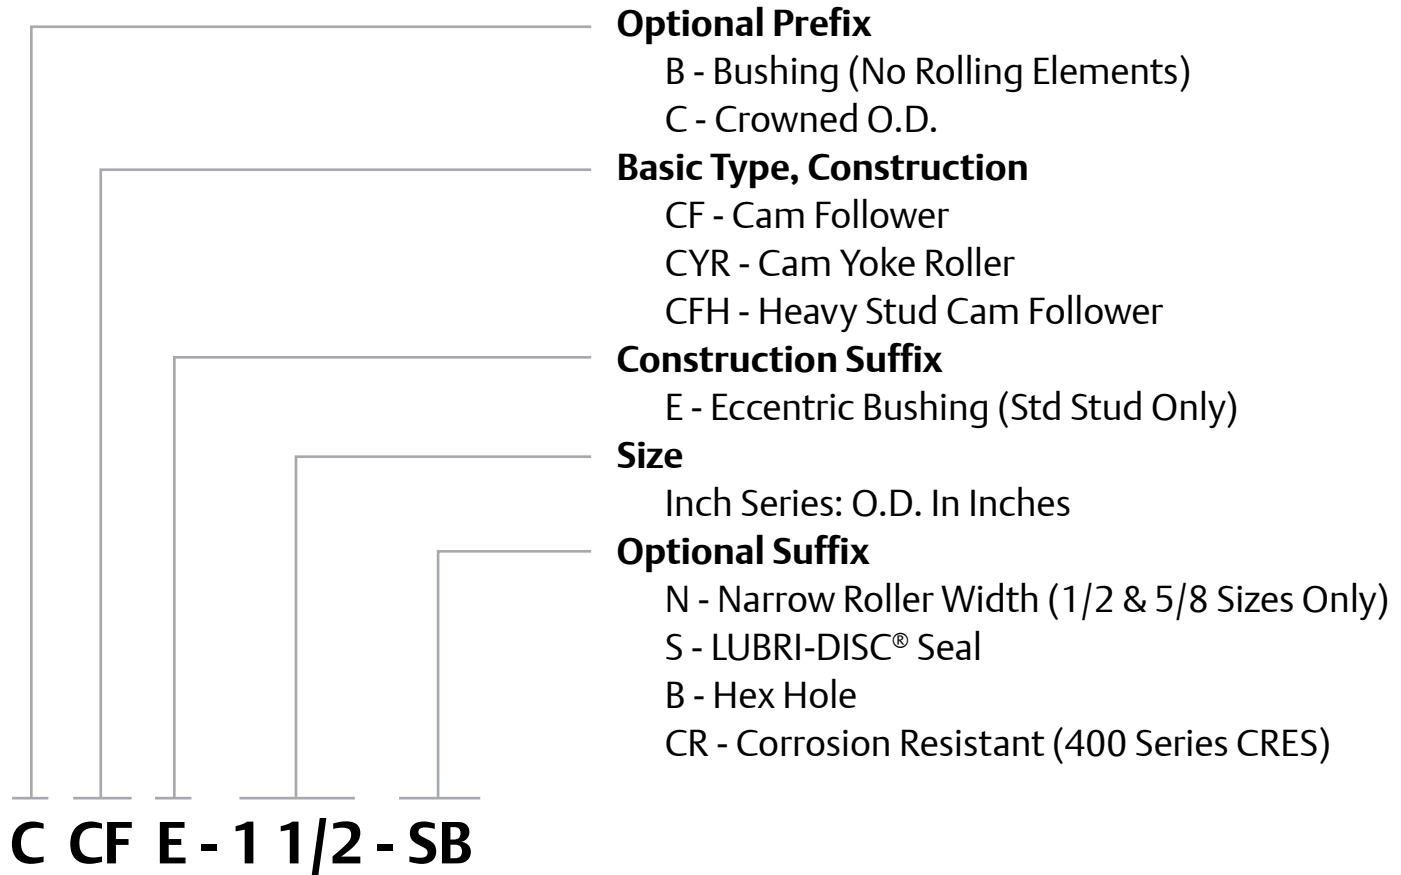 Optional Prefix
B - Bushing (No Rolling Elements)
C - Crowned O.D.
Basic Type, Construction
CF - Cam Follower
CYR - Cam Yoke Roller
CFH - Heavy Stud Cam Follower
Construction Suffix
E - Eccentric Bushing (Std Stud Only)
Size
Inch Series: O.D. In Inches
Optional Suffix
N - Narrow Roller Width (1/2 & 5/8 Sizes Only)
S - LUBRI-DISC® Seal
B - Hex Hole
CR - Corrosion Resistant (400 Series CRES)
C CF E - 1 1/2 - SB